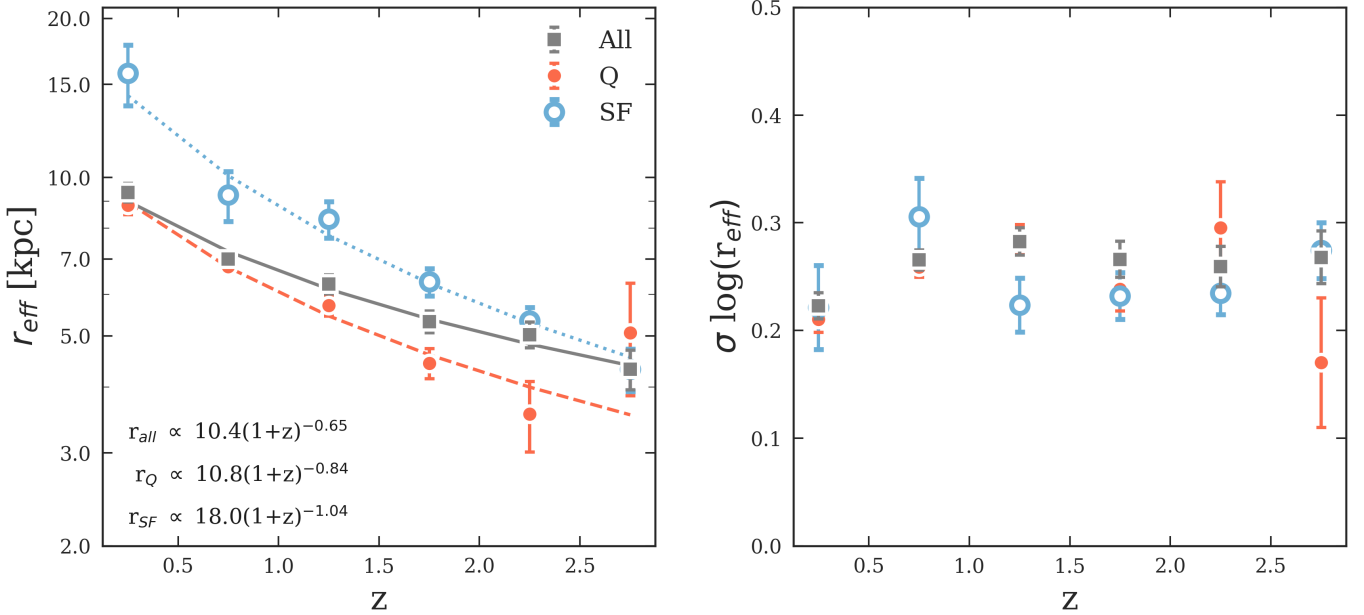 20.0
15.0
10.0
7.0
5.0
3.0
2.0
r_eff [kpc]
All
Q
SF
r_all ∝ 10.4(1+z)^−0.65
r_Q ∝ 10.8(1+z)^−0.84
r_SF ∝ 18.0(1+z)^−1.04
0.5 1.0 1.5 2.0 2.5
z
0.5
0.4
0.3
0.2
0.1
0.0
σ log(r_eff)
0.5 1.0 1.5 2.0 2.5
z